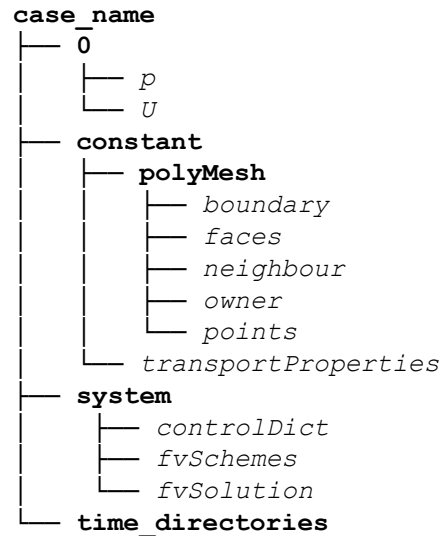 case_name
0
p
U
constant
polyMesh
boundary
faces
neighbour
owner
points
transportProperties
system
controlDict
fvSchemes
fvSolution
time_directories